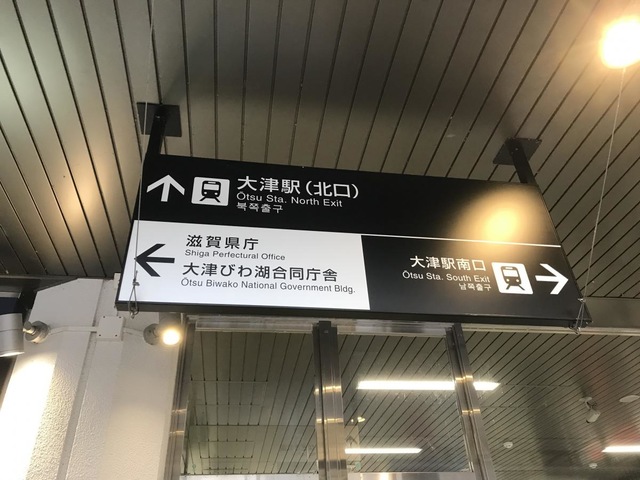 大津駅(北口)
Ōtsu Sta. North Exit
북쪽출구
滋賀県庁
Shiga Perfectural Office
大津びわ湖合同庁舎
Ōtsu Biwako National Government Bldg.
大津駅南口
Ōtsu Sta. South Exit
남쪽출구